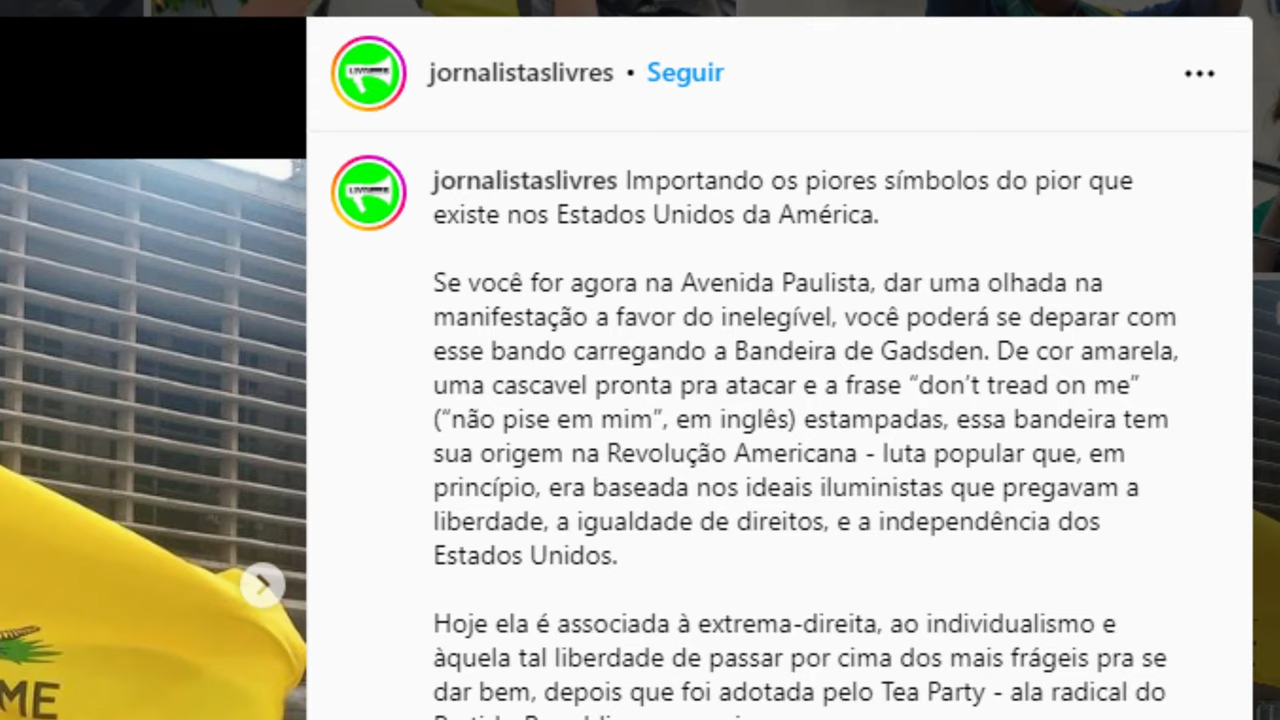 jornalistaslivres • Seguir
jornalistaslivres Importando os piores símbolos do pior que
existe nos Estados Unidos da América.
Se você for agora na Avenida Paulista, dar uma olhada na
manifestação a favor do inelegível, você poderá se deparar com
esse bando carregando a Bandeira de Gadsden. De cor amarela,
uma cascavel pronta pra atacar e a frase “don’t tread on me”
(“não pise em mim”, em inglês) estampadas, essa bandeira tem
sua origem na Revolução Americana - luta popular que, em
princípio, era baseada nos ideais iluministas que pregavam a
liberdade, a igualdade de direitos, e a independência dos
Estados Unidos.
Hoje ela é associada à extrema-direita, ao individualismo e
àquela tal liberdade de passar por cima dos mais frágeis pra se
dar bem, depois que foi adotada pelo Tea Party - ala radical do
ME